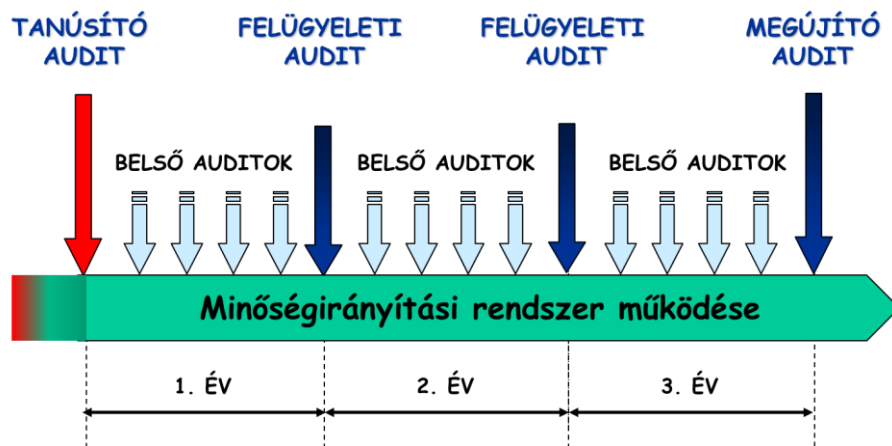 TANÚSÍTÓ
AUDIT
FELÜGYELETI
AUDIT
FELÜGYELETI
AUDIT
MEGÚJÍTÓ
AUDIT
BELSŐ AUDITOK
BELSŐ AUDITOK
BELSŐ AUDITOK
Minőségirányítási rendszer működése
1. ÉV
2. ÉV
3. ÉV